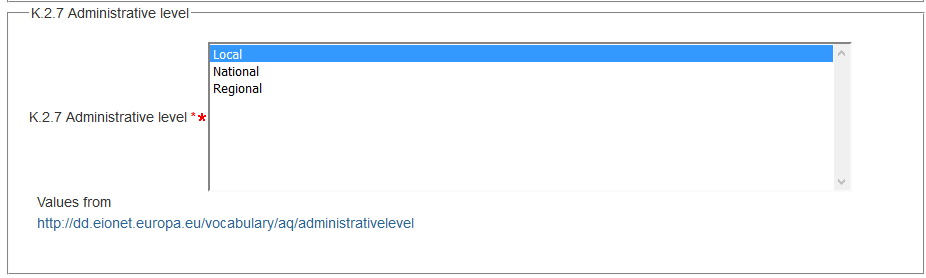 K.2.7 Administrative level
Local
National
Regional
K.2.7 Administrative level **
Values from
http://dd.eionet.europa.eu/vocabulary/aq/administrativelevel